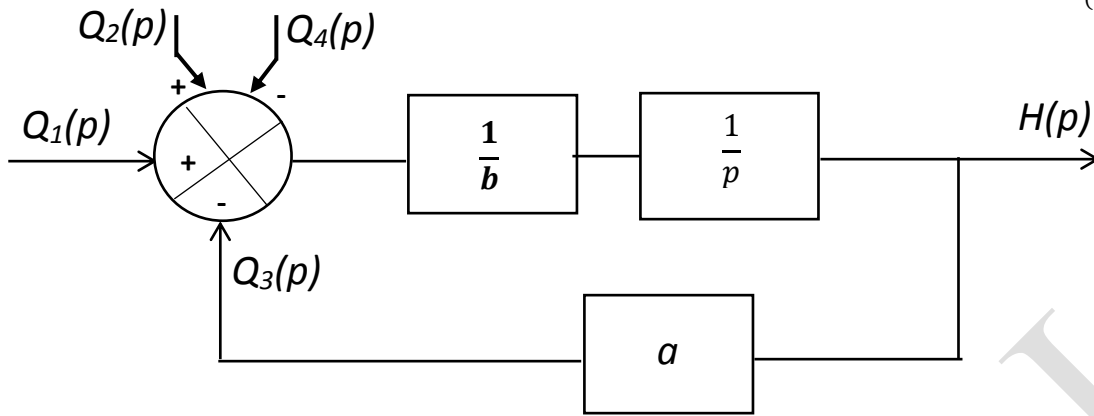 Q2(p) Q4(p)
+ -
Q1(p)
+
-
1/b
1/p
H(p)
Q3(p)
a